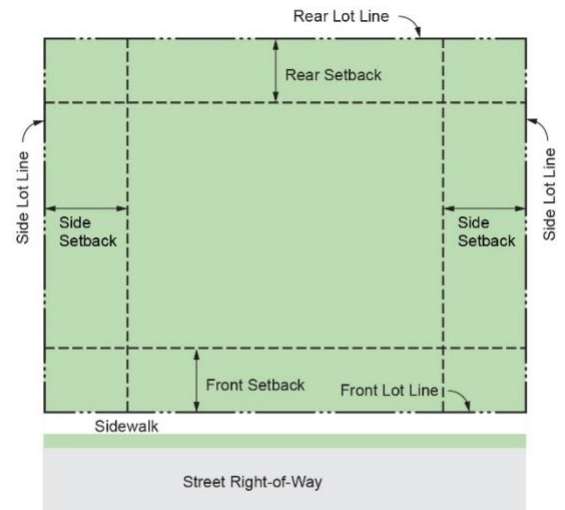 Rear Lot Line
Rear Setback
Side Lot Line
Side Lot Line
Side
Setback
Side
Setback
Front Setback
Front Lot Line
Sidewalk
Street Right-of-Way